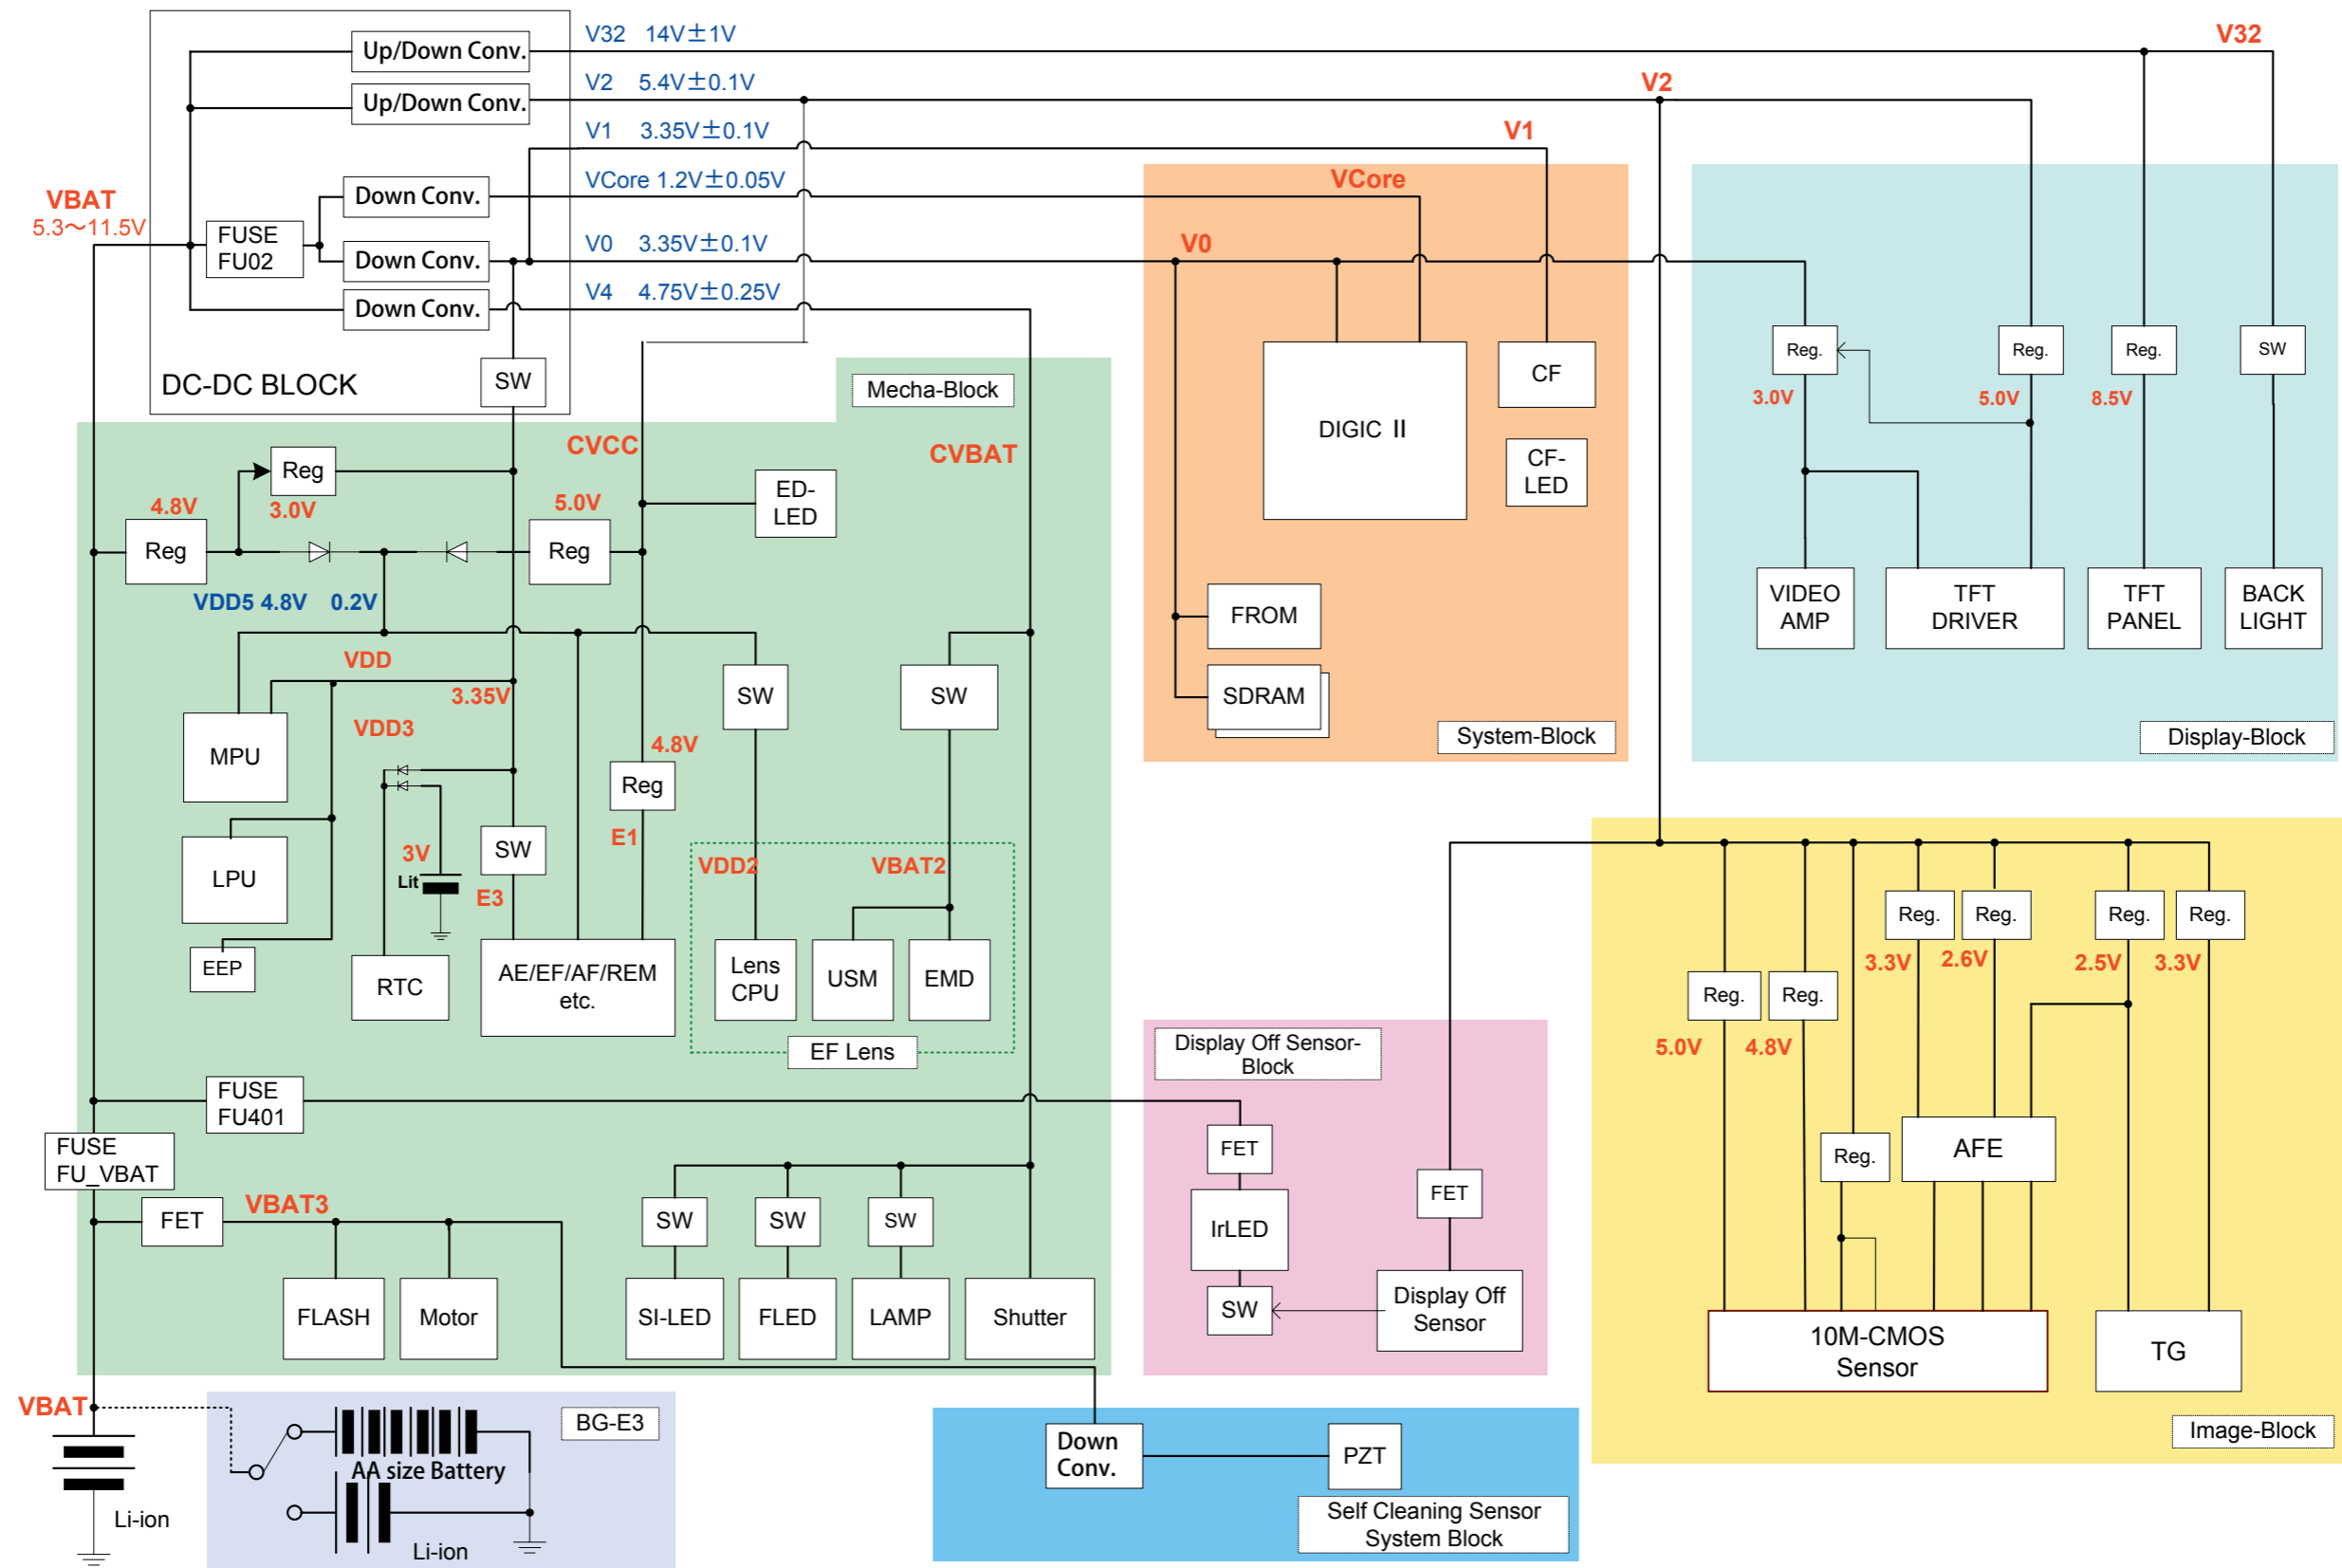 Up/Down Conv.
V32 14V±1V
V32
Up/Down Conv.
V2 5.4V±0.1V
V2
V1 3.35V±0.1V
V1
Down Conv.
VCore 1.2V±0.05V
VCore
VBAT
5.3～11.5V
FUSE
FU02
Down Conv.
V0 3.35V±0.1V
V0
Down Conv.
V4 4.75V±0.25V
DC-DC BLOCK
SW
Mecha-Block
CVCC
CVBAT
Reg
3.0V
4.8V
Reg
5.0V
Reg
ED-
LED
VDD5 4.8V 0.2V
VDD
3.35V
VDD3
SW
SW
MPU
4.8V
Reg
E1
LPU
3V
Lit
SW
E3
VDD2
VBAT2
EEP
RTC
AE/EF/AF/REM
etc.
Lens
CPU
USM
EMD
EF Lens
FUSE
FU401
FUSE
FU_VBAT
FET
VBAT3
SW
SW
SW
FLASH
Motor
SI-LED
FLED
LAMP
Shutter
DIGIC II
CF
CF-
LED
FROM
SDRAM
System-Block
Reg.
Reg.
Reg.
SW
3.0V
5.0V
8.5V
VIDEO
AMP
TFT
DRIVER
TFT
PANEL
BACK
LIGHT
Display-Block
Display Off Sensor-
Block
FET
FET
IrLED
SW
Display Off
Sensor
Reg.
Reg.
Reg.
Reg.
3.3V
2.6V
2.5V
3.3V
Reg.
Reg.
5.0V
4.8V
Reg.
AFE
10M-CMOS
Sensor
TG
Image-Block
VBAT
Li-ion
BG-E3
AA size Battery
Li-ion
Down
Conv.
PZT
Self Cleaning Sensor
System Block